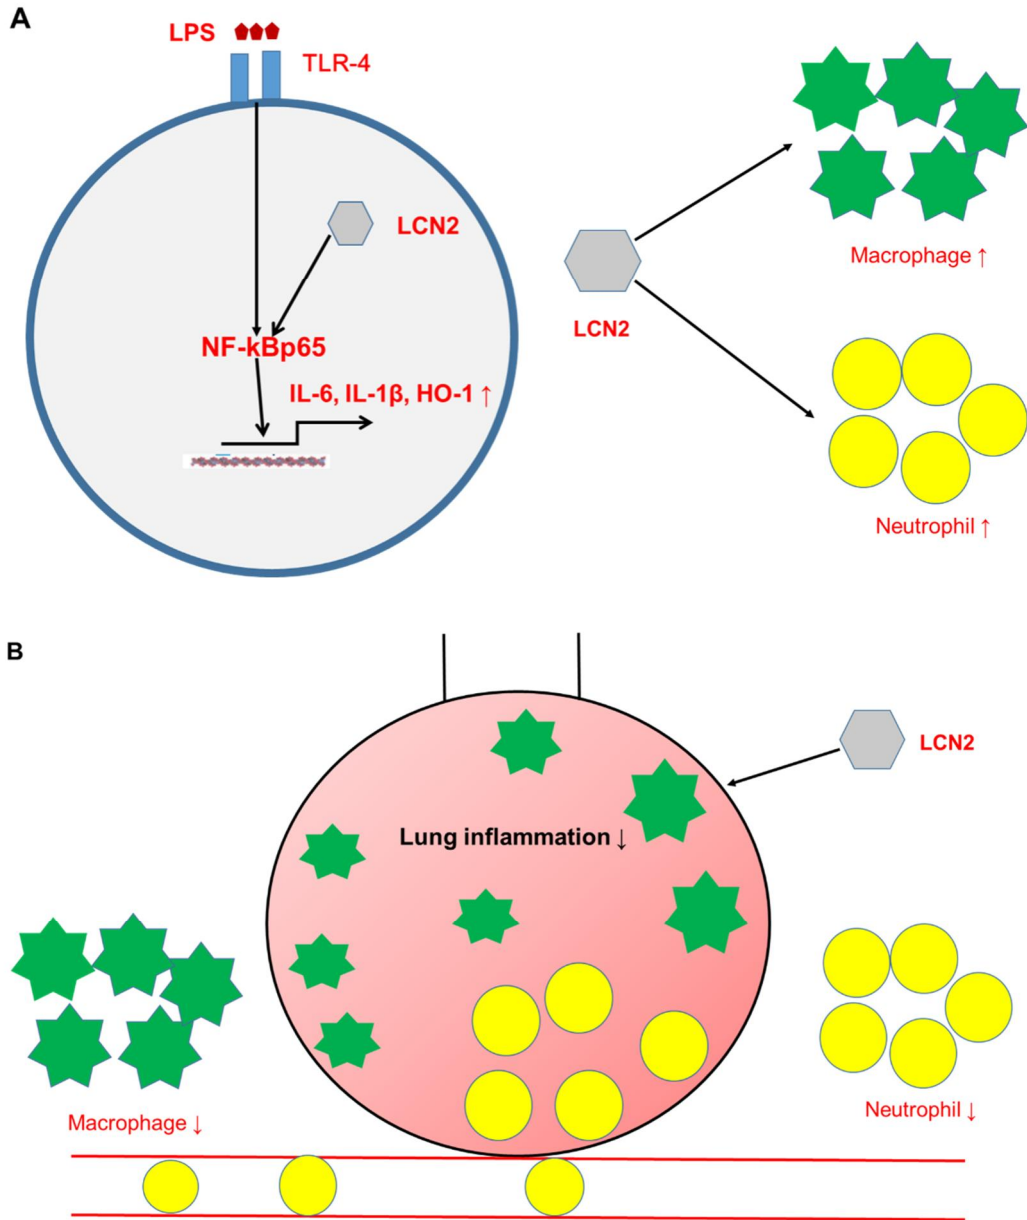 A
LPS
TLR-4
LCN2
NF-kBp65
IL-6, IL-1β, HO-1 ↑
LCN2
Macrophage ↑
Neutrophil ↑
B
LCN2
Lung inflammation ↓
Macrophage ↓
Neutrophil ↓